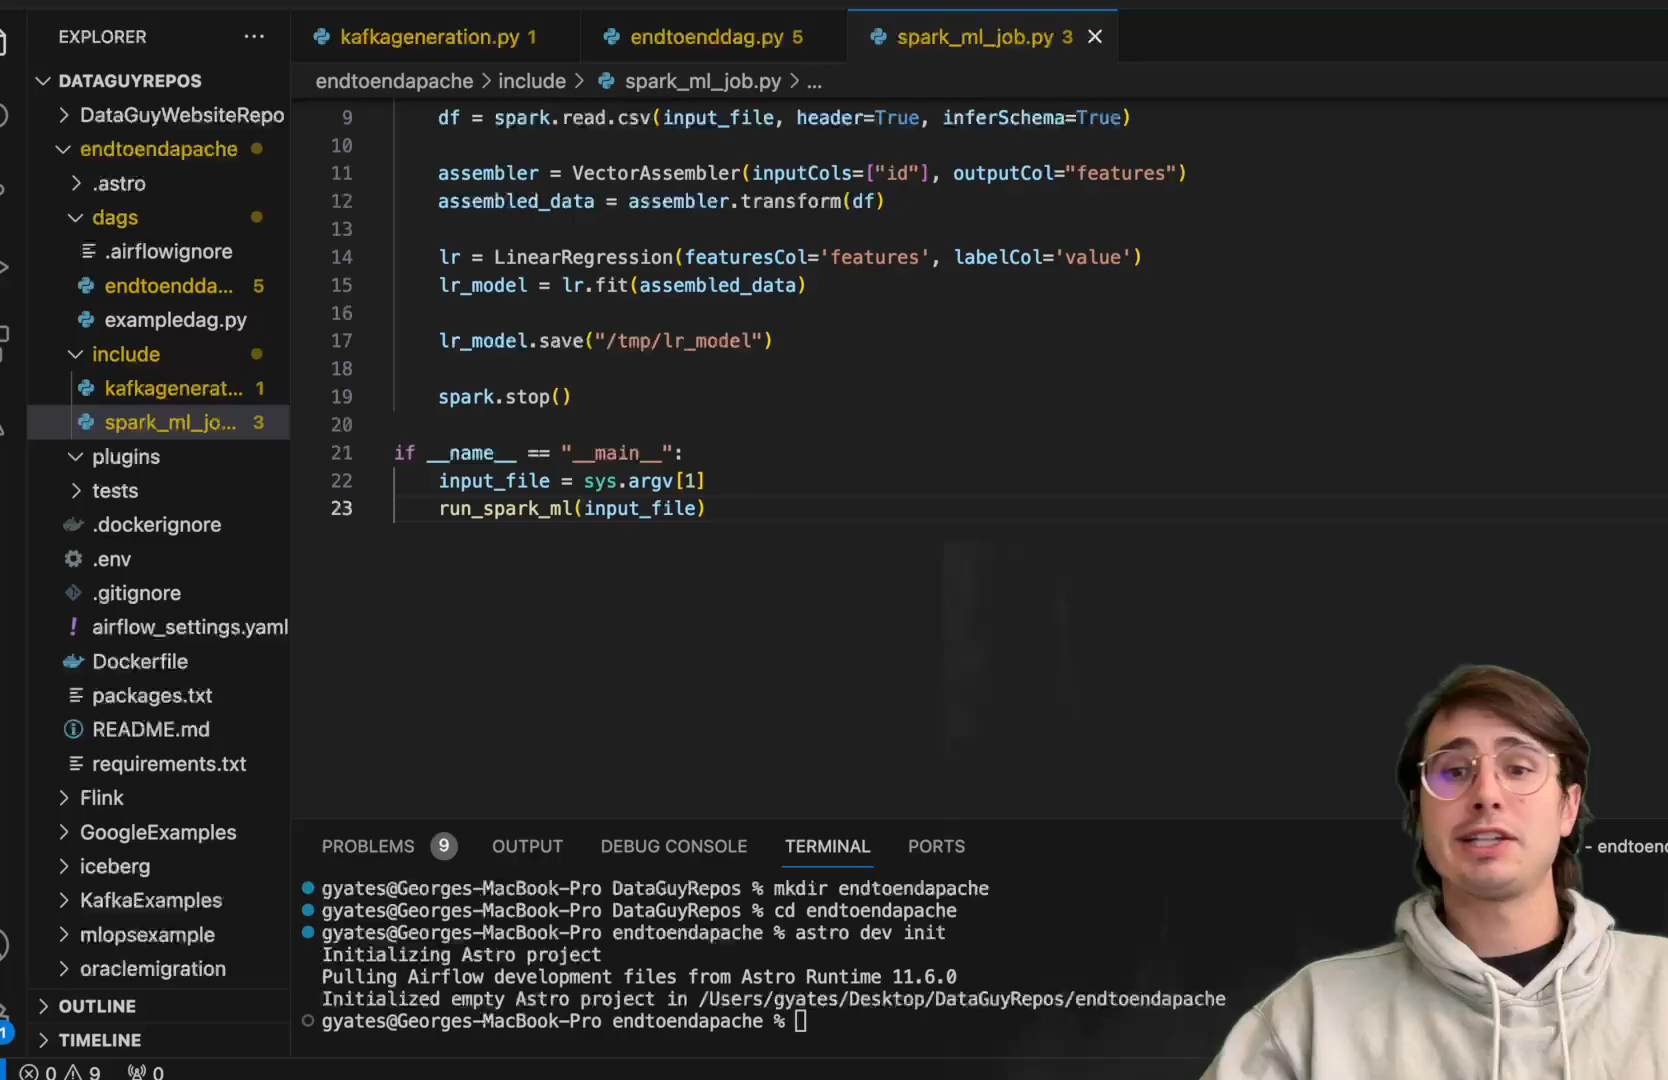 EXPLORER ...
DATAGUYREPOS
DataGuyWebsiteRepo
endtoendapache
.astro
dags
.airflowignore
endtoendda... 5
exampledag.py
include
kafkagenerat... 1
spark_ml_jo... 3
plugins
tests
.dockerignore
.env
.gitignore
! airflow_settings.yaml
Dockerfile
packages.txt
README.md
requirements.txt
Flink
GoogleExamples
iceberg
KafkaExamples
mlopsexample
oraclemigration
OUTLINE
TIMELINE
1
0 9 0
kafkageneration.py 1
endtoenddag.py 5
spark_ml_job.py 3
endtoendapache > include > spark_ml_job.py > ...
9 df = spark.read.csv(input_file, header=True, inferSchema=True)
10
11 assembler = VectorAssembler(inputCols=["id"], outputCol="features")
12 assembled_data = assembler.transform(df)
13
14 lr = LinearRegression(featuresCol='features', labelCol='value')
15 lr_model = lr.fit(assembled_data)
16
17 lr_model.save("/tmp/lr_model")
18
19 spark.stop()
20
21 if __name__ == "__main__":
22 input_file = sys.argv[1]
23 run_spark_ml(input_file)
PROBLEMS 9 OUTPUT DEBUG CONSOLE TERMINAL PORTS
- endtoend
gyates@Georges-MacBook-Pro DataGuyRepos % mkdir endtoendapache
gyates@Georges-MacBook-Pro DataGuyRepos % cd endtoendapache
gyates@Georges-MacBook-Pro endtoendapache % astro dev init
Initializing Astro project
Pulling Airflow development files from Astro Runtime 11.6.0
Initialized empty Astro project in /Users/gyates/Desktop/DataGuyRepos/endtoendapache
gyates@Georges-MacBook-Pro endtoendapache %